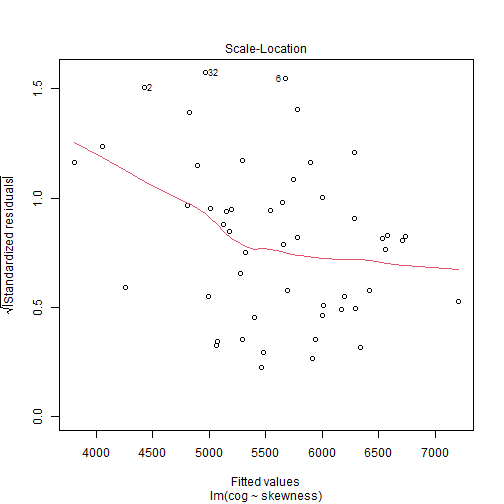 Scale-Location
√|Standardized residuals|
1.5
1.0
0.5
0.0
2
32
6
4000 4500 5000 5500 6000 6500 7000
Fitted values
lm(cog ~ skewness)